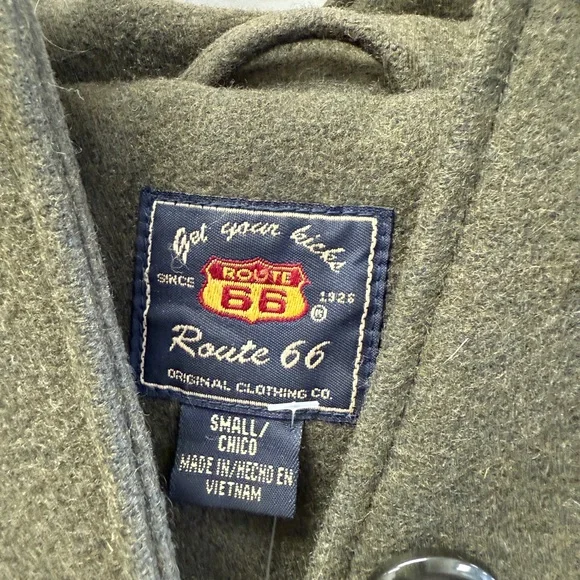 Get your kicks
SINCE
ROUTE
66
1926
®
Route 66
ORIGINAL CLOTHING CO.
SMALL/
CHICO
MADE IN/HECHO EN
VIETNAM